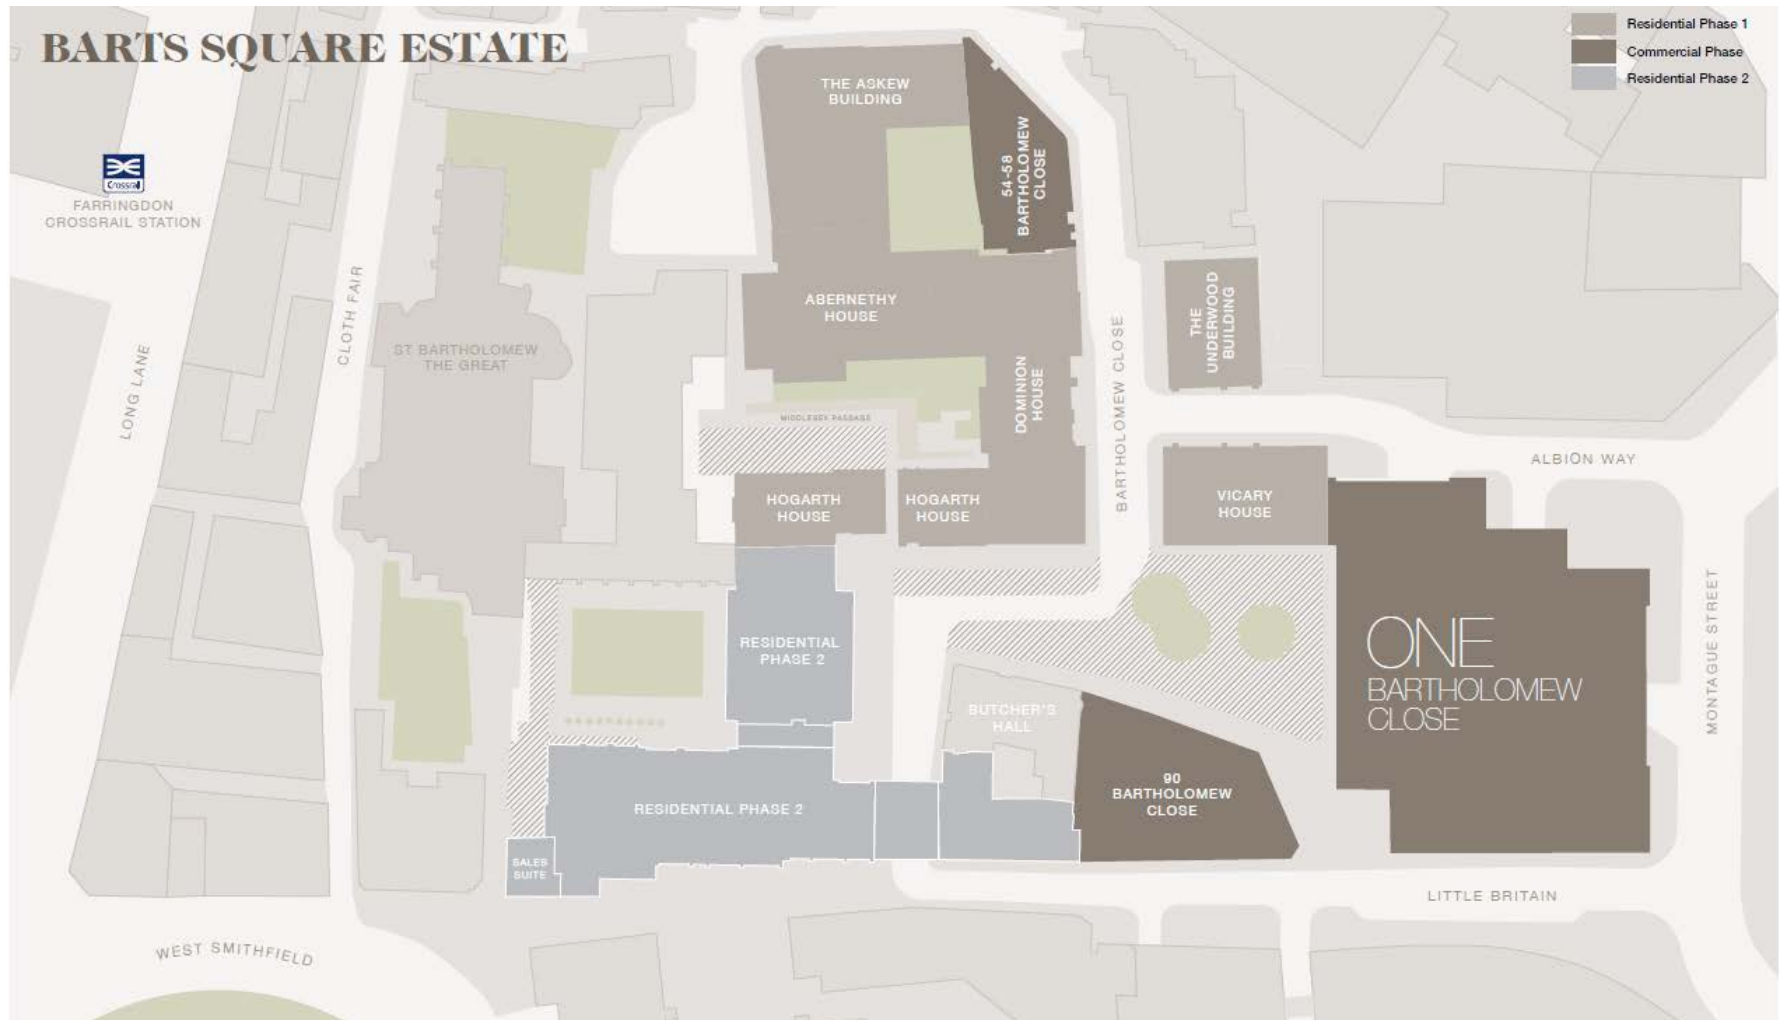 BARTS SQUARE ESTATE
Residential Phase 1
Commercial Phase
Residential Phase 2
Crossrail
FARRINGDON
CROSSRAIL STATION
THE ASKEW
BUILDING
54-58
BARTHOLOMEW
CLOSE
CLOTH FAIR
LONG LANE
ST BARTHOLOMEW
THE GREAT
ABERNETHY
HOUSE
DOMINION
HOUSE
BARTHOLOMEW CLOSE
THE
UNDERWOOD
BUILDING
MIDDLESEX PASSAGE
HOGARTH
HOUSE
HOGARTH
HOUSE
VICARY
HOUSE
ALBION WAY
MONTAGUE STREET
RESIDENTIAL
PHASE 2
ONE
BARTHOLOMEW
CLOSE
BUTCHER'S
HALL
90
BARTHOLOMEW
CLOSE
RESIDENTIAL PHASE 2
SALES
SUITE
LITTLE BRITAIN
WEST SMITHFIELD